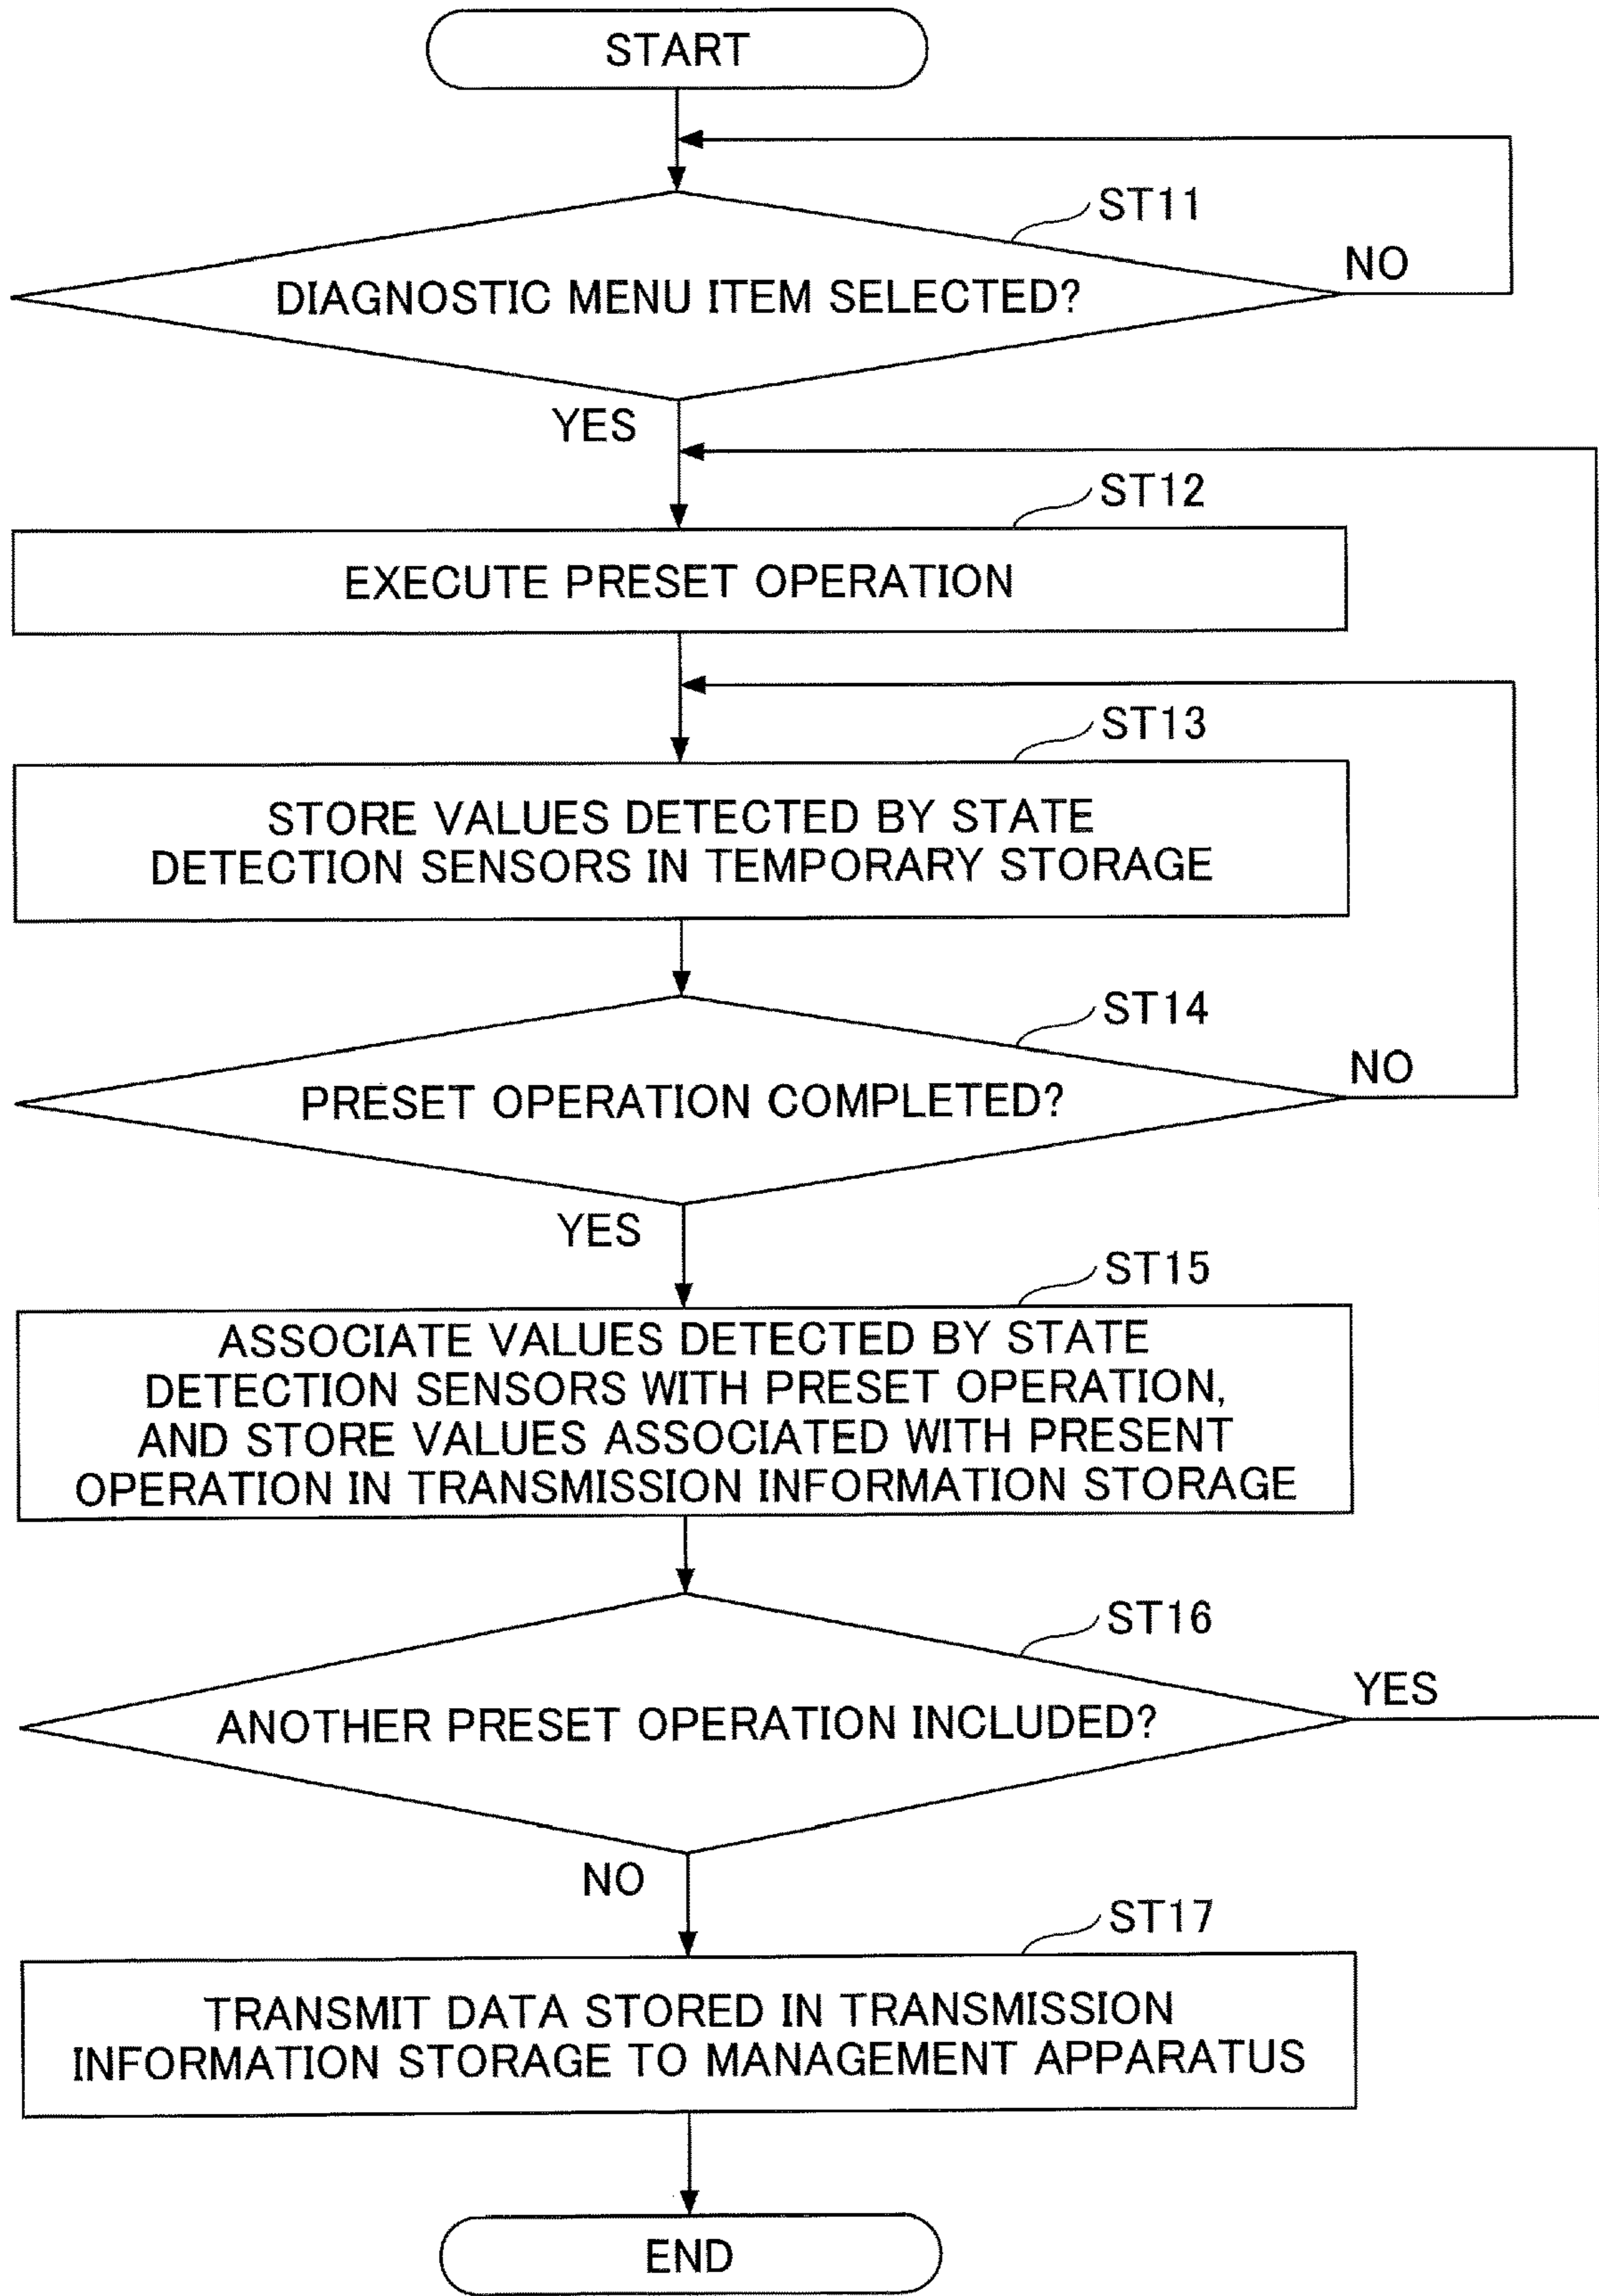 START
ST11
NO
DIAGNOSTIC MENU ITEM SELECTED?
YES
ST12
EXECUTE PRESET OPERATION
ST13
STORE VALUES DETECTED BY STATE
DETECTION SENSORS IN TEMPORARY STORAGE
ST14
NO
PRESET OPERATION COMPLETED?
YES
ST15
ASSOCIATE VALUES DETECTED BY STATE
DETECTION SENSORS WITH PRESET OPERATION,
AND STORE VALUES ASSOCIATED WITH PRESENT
OPERATION IN TRANSMISSION INFORMATION STORAGE
ST16
YES
ANOTHER PRESET OPERATION INCLUDED?
NO
ST17
TRANSMIT DATA STORED IN TRANSMISSION
INFORMATION STORAGE TO MANAGEMENT APPARATUS
END